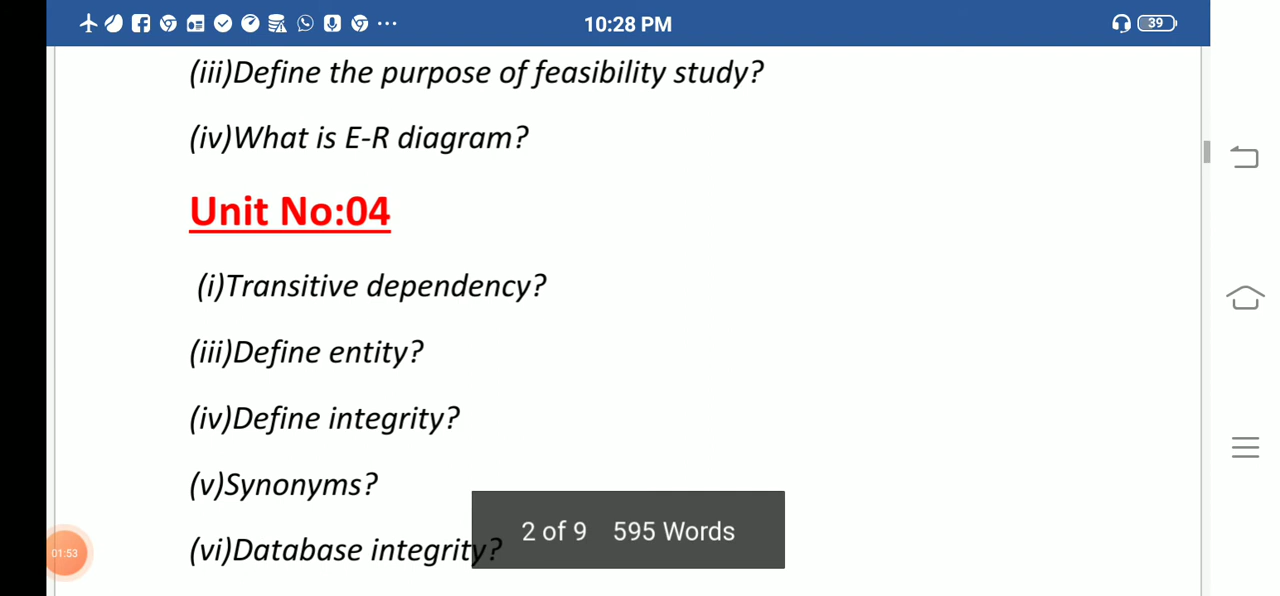 10:28 PM
39
(iii)Define the purpose of feasibility study?
(iv)What is E-R diagram?
Unit No:04
(i)Transitive dependency?
(iii)Define entity?
(iv)Define integrity?
(v)Synonyms?
2 of 9 595 Words
01:53
(vi)Database integrity?